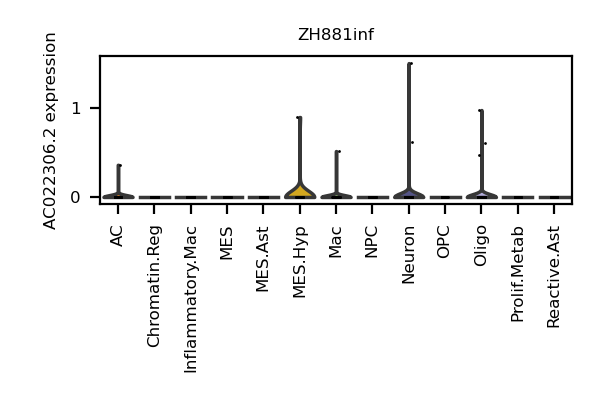 ZH881inf
AC022306.2 expression
1
0
AC
Chromatin.Reg
Inflammatory.Mac
MES
MES.Ast
MES.Hyp
Mac
NPC
Neuron
OPC
Oligo
Prolif.Metab
Reactive.Ast